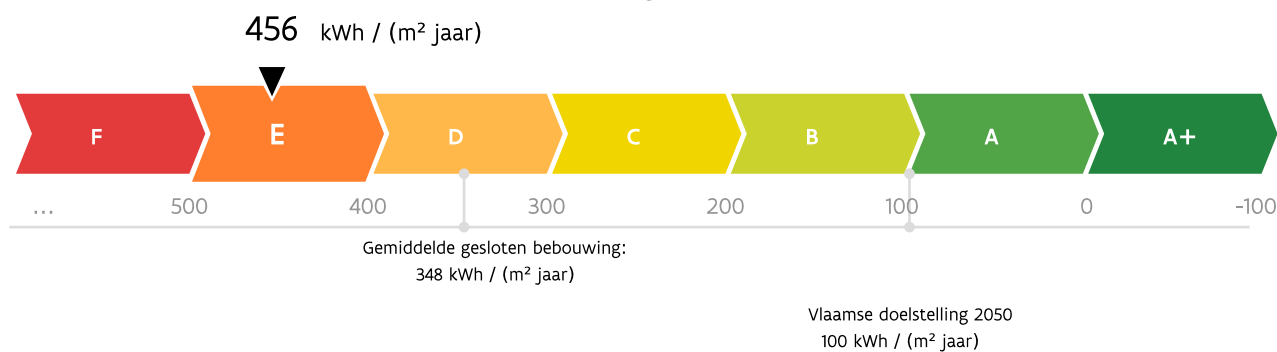 456 kWh / (m² jaar)
F E D C B A A+
... 500 400 300 200 100 0 -100
Gemiddelde gesloten bebouwing:
348 kWh / (m² jaar)
Vlaamse doelstelling 2050
100 kWh / (m² jaar)